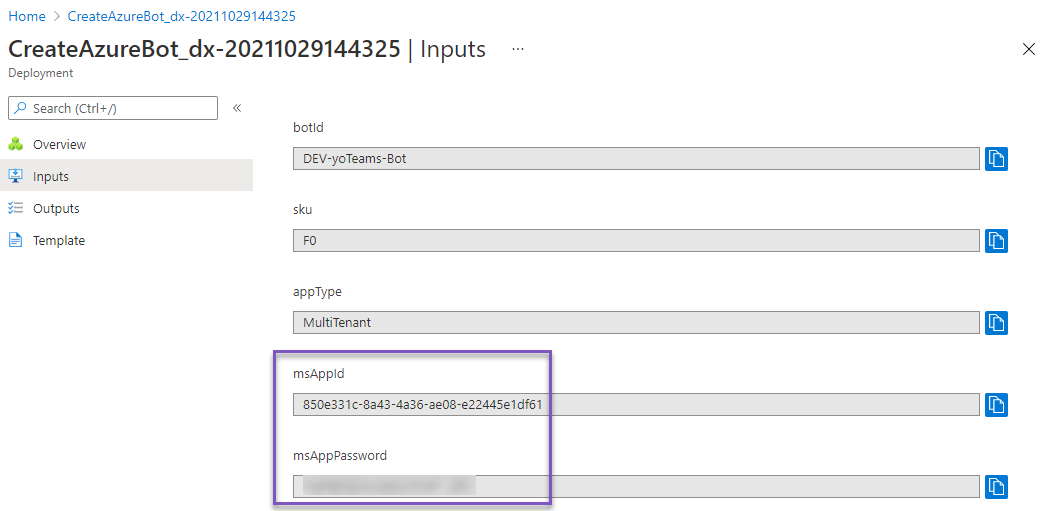 Home > CreateAzureBot_dx-20211029144325
CreateAzureBot_dx-20211029144325 | Inputs ...
Deployment
Search (Ctrl+/)
«
Overview
Inputs
Outputs
Template
botId
DEV-yoTeams-Bot
sku
F0
appType
MultiTenant
msAppId
850e331c-8a43-4a36-ae08-e22445e1df61
msAppPassword